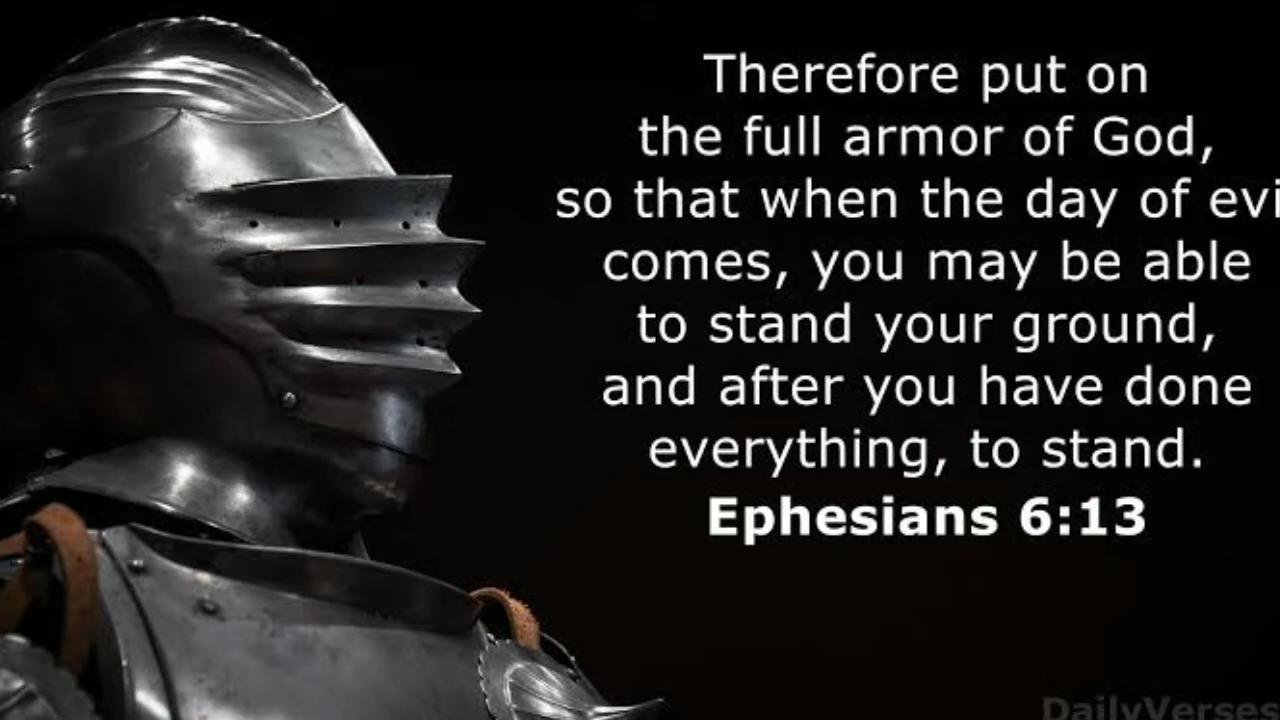 Therefore put on
the full armor of God,
so that when the day of evi
comes, you may be able
to stand your ground,
and after you have done
everything, to stand.
Ephesians 6:13
DailyVerses